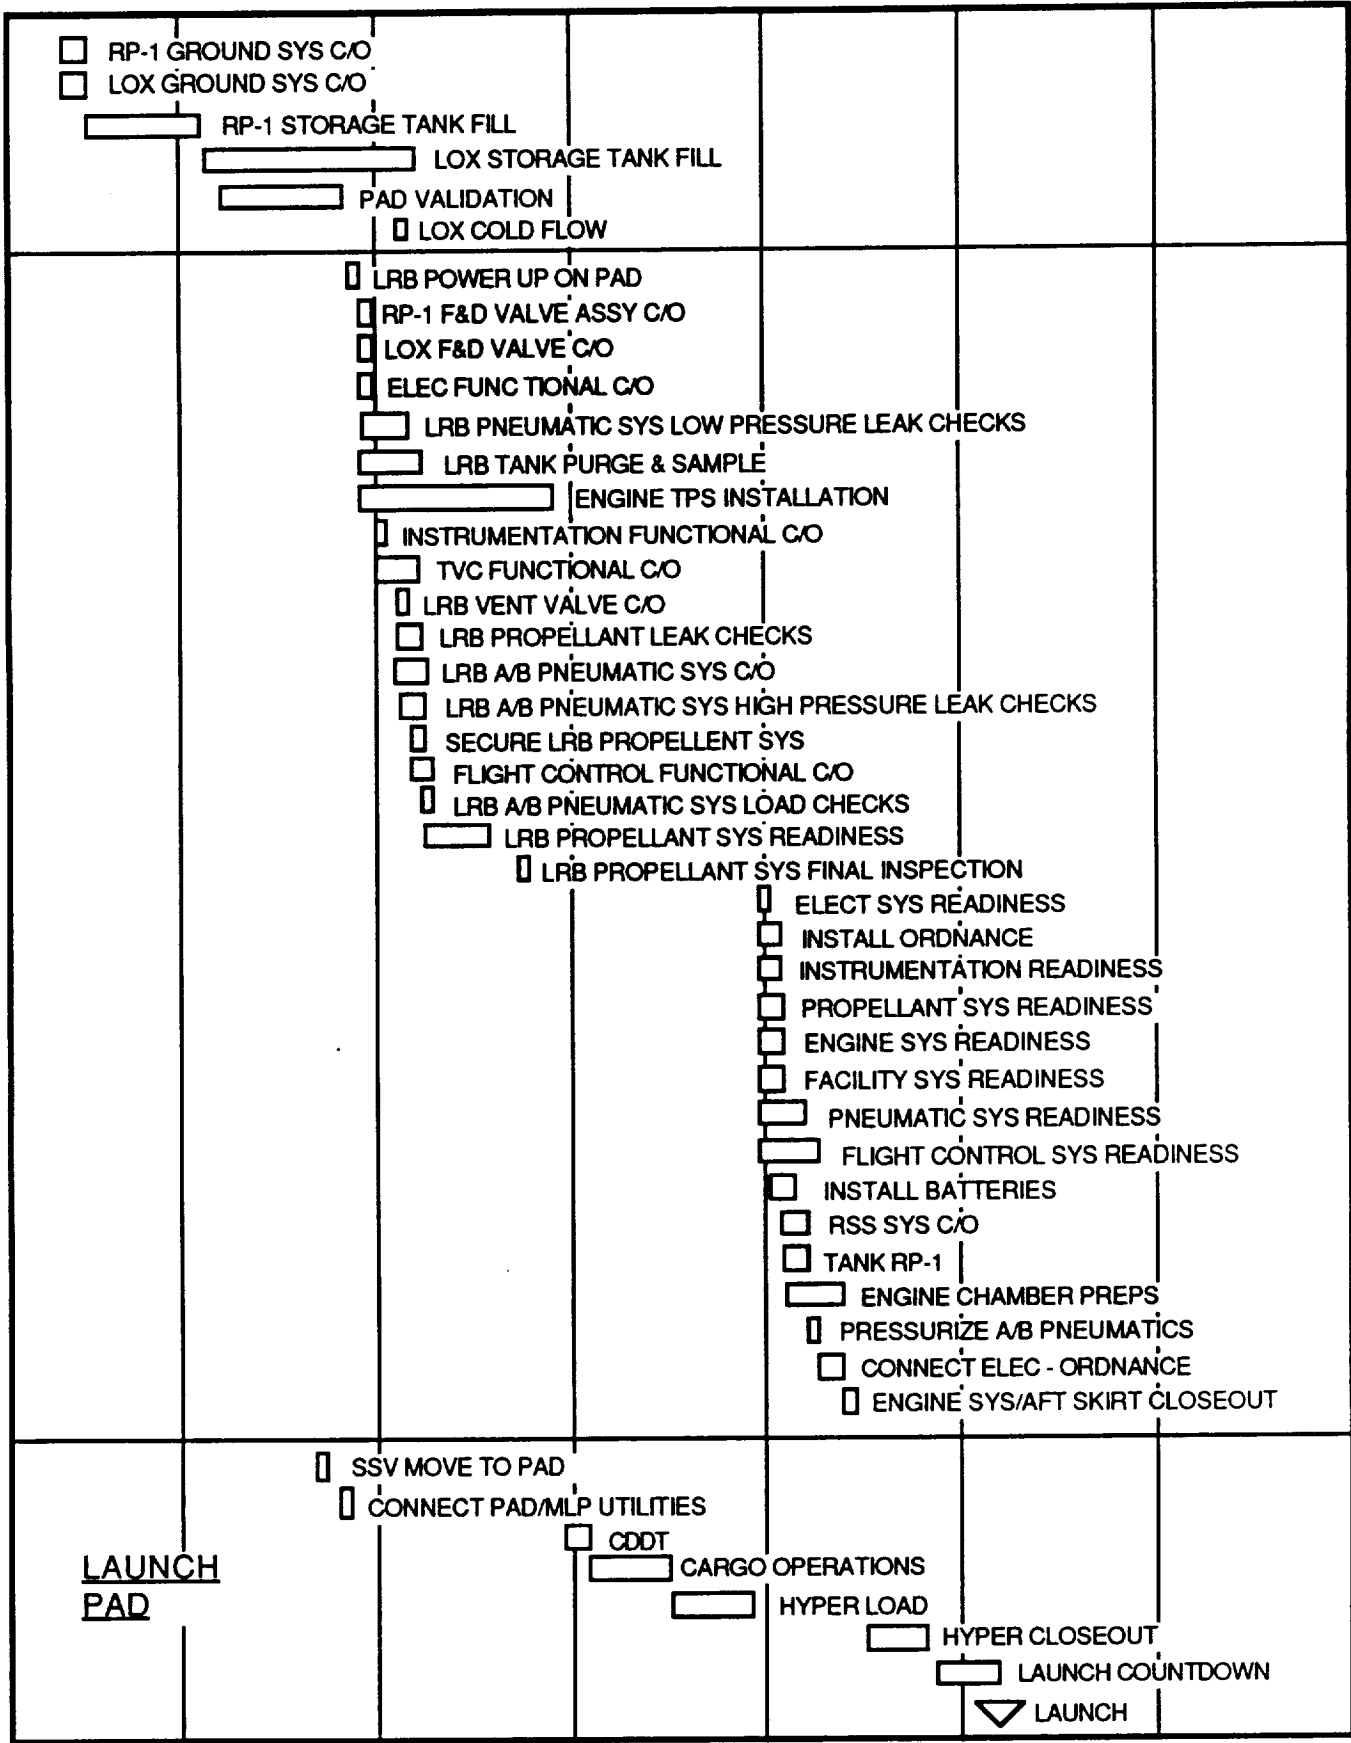 RP-1 GROUND SYS C/O
LOX GROUND SYS C/O
RP-1 STORAGE TANK FILL
LOX STORAGE TANK FILL
PAD VALIDATION
LOX COLD FLOW
LRB POWER UP ON PAD
RP-1 F&D VALVE ASSY C/O
LOX F&D VALVE C/O
ELEC FUNCTIONAL C/O
LRB PNEUMATIC SYS LOW PRESSURE LEAK CHECKS
LRB TANK PURGE & SAMPLE
ENGINE TPS INSTALLATION
INSTRUMENTATION FUNCTIONAL C/O
TVC FUNCTIONAL C/O
LRB VENT VALVE C/O
LRB PROPELLANT LEAK CHECKS
LRB A/B PNEUMATIC SYS C/O
LRB A/B PNEUMATIC SYS HIGH PRESSURE LEAK CHECKS
SECURE LRB PROPELLENT SYS
FLIGHT CONTROL FUNCTIONAL C/O
LRB A/B PNEUMATIC SYS LOAD CHECKS
LRB PROPELLANT SYS READINESS
LRB PROPELLANT SYS FINAL INSPECTION
ELECT SYS READINESS
INSTALL ORDNANCE
INSTRUMENTATION READINESS
PROPELLANT SYS READINESS
ENGINE SYS READINESS
FACILITY SYS READINESS
PNEUMATIC SYS READINESS
FLIGHT CONTROL SYS READINESS
INSTALL BATTERIES
RSS SYS C/O
TANK RP-1
ENGINE CHAMBER PREPS
PRESSURIZE A/B PNEUMATICS
CONNECT ELEC - ORDNANCE
ENGINE SYS/AFT SKIRT CLOSEOUT
SSV MOVE TO PAD
CONNECT PAD/MLP UTILITIES
CDDT
LAUNCH
PAD
CARGO OPERATIONS
HYPER LOAD
HYPER CLOSEOUT
LAUNCH COUNTDOWN
LAUNCH